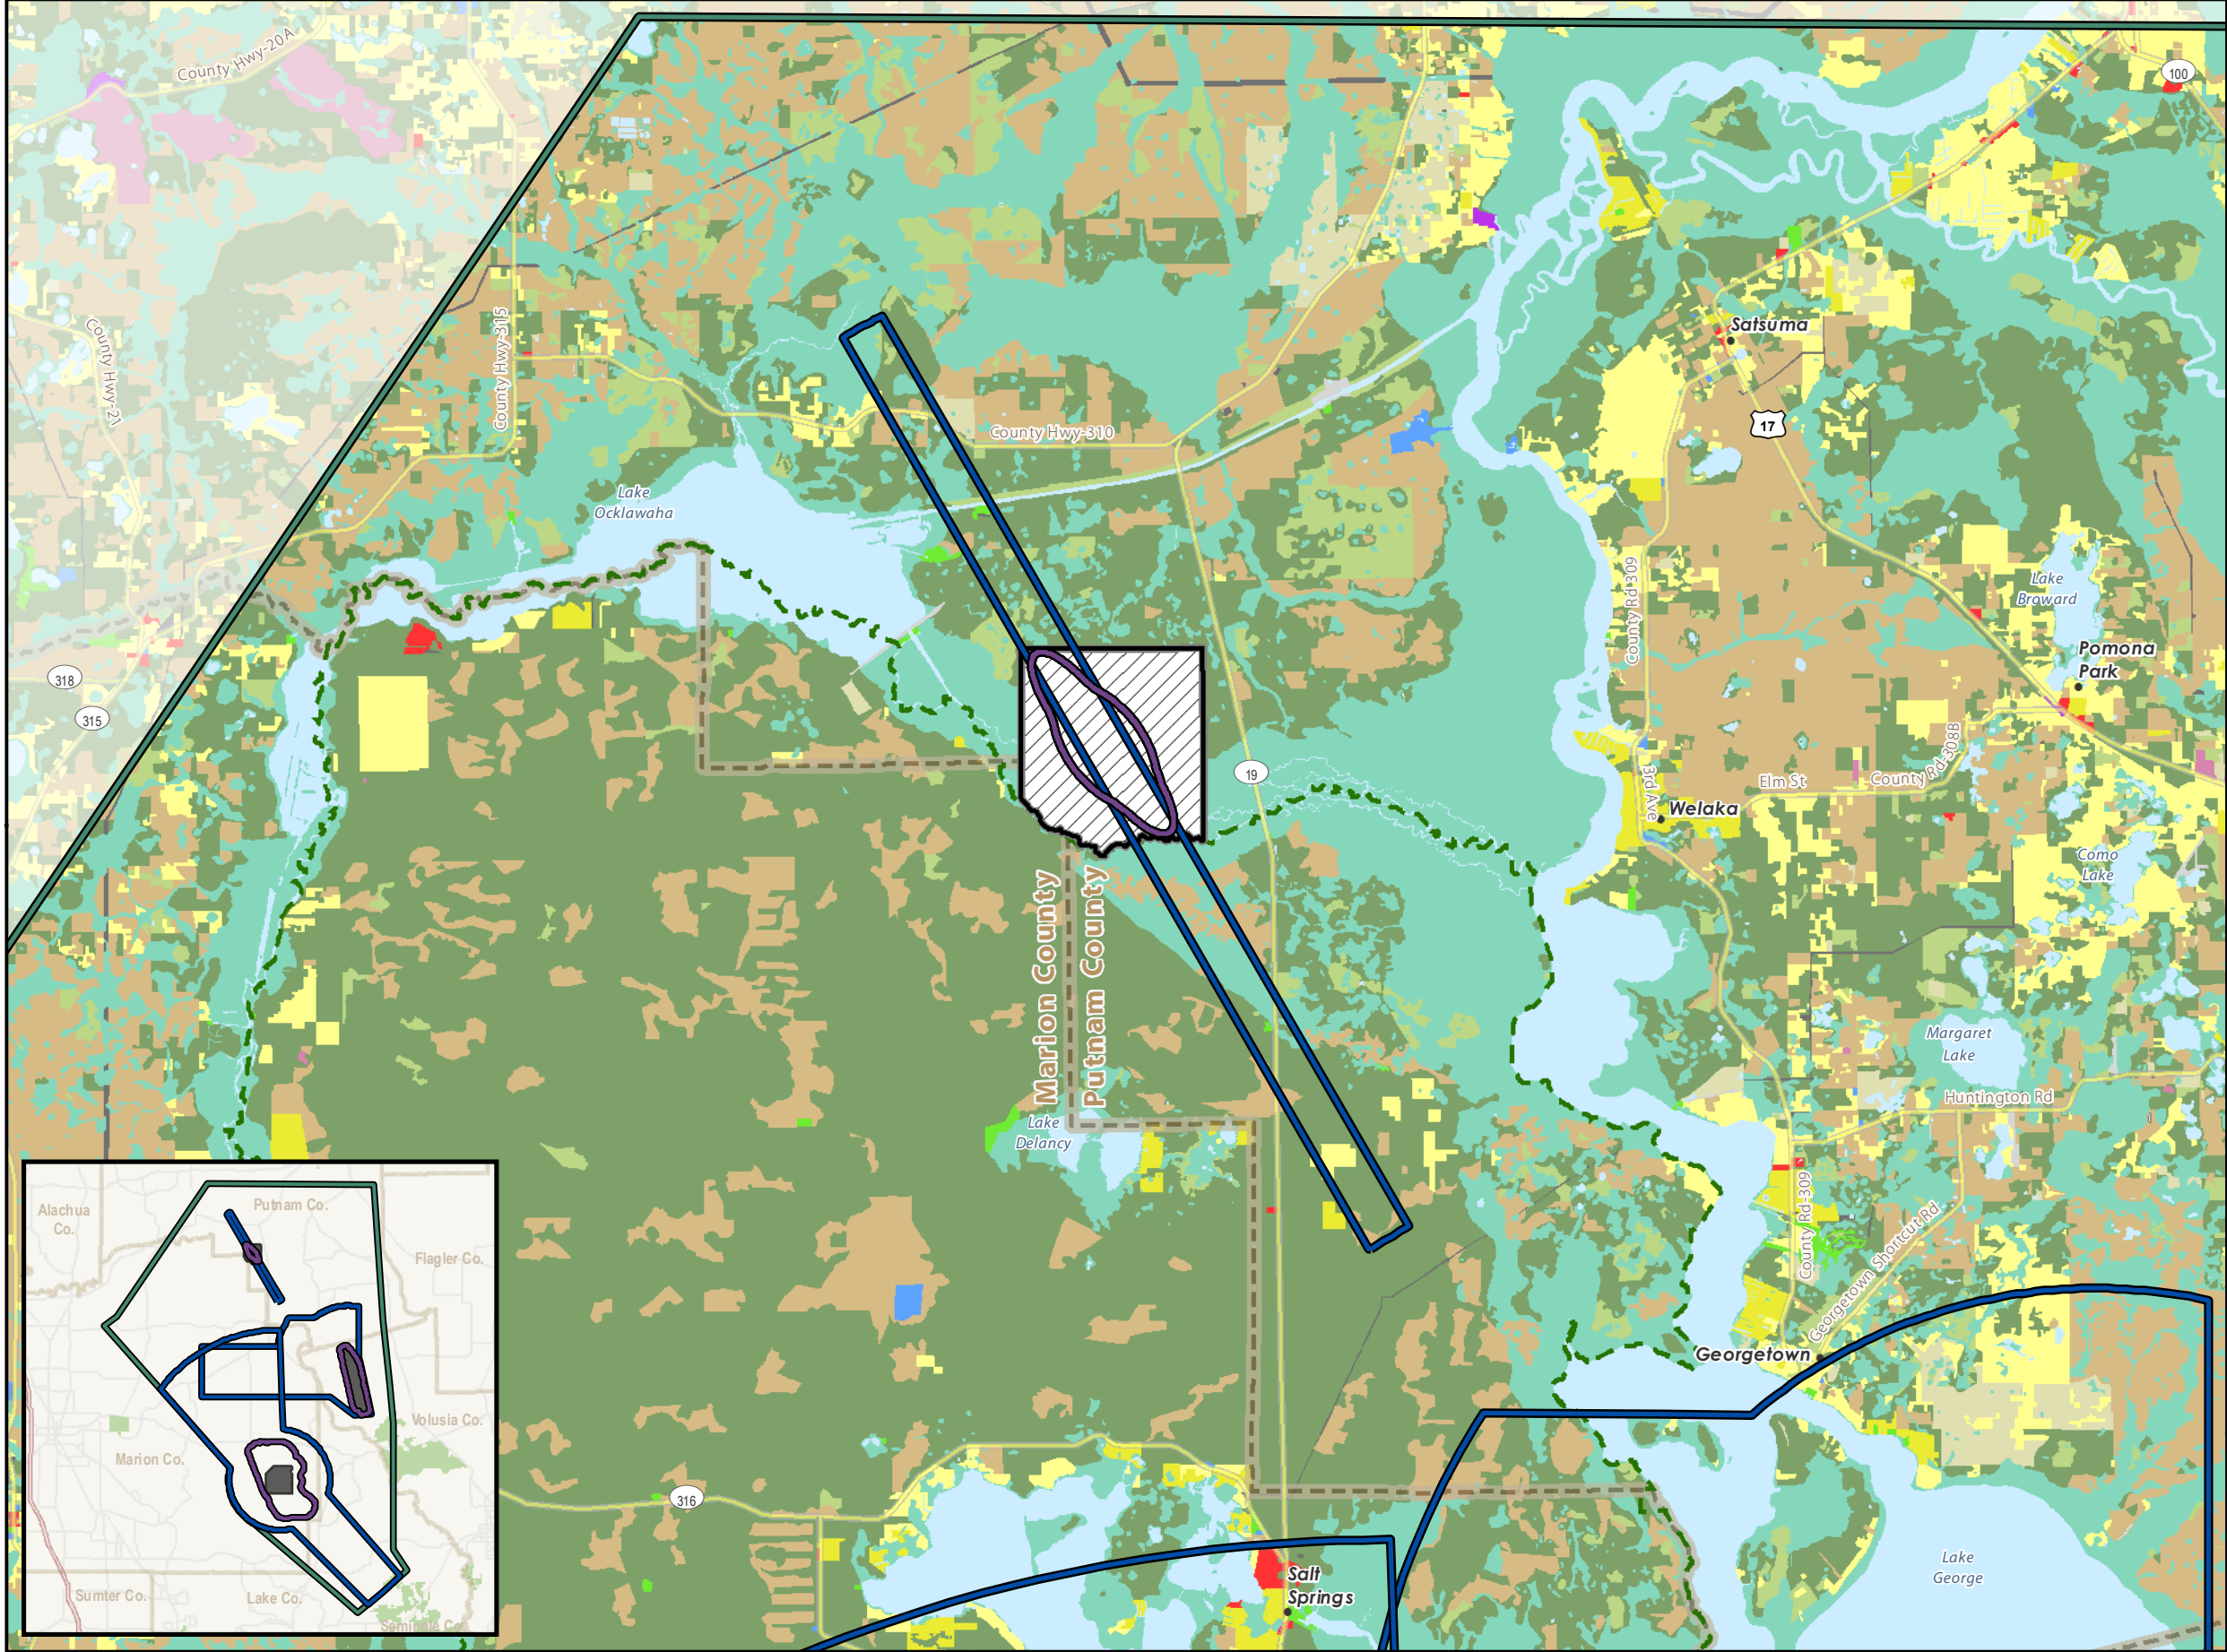 County Hwy-20A
100
County Hwy-21
County Hwy-315
Satsuma
17
County Hwy-310
Lake
Ocklawaha
County Rd-309
Lake
Broward
Pomona
Park
318
315
19
3rd Ave
Elm St
County Rd-308B
Welaka
Como
Lake
Marion County
Putnam County
Margaret
Lake
Huntington Rd
Lake
Delancy
County Rd-309
Georgetown Shortcut Rd
Georgetown
316
Salt
Springs
Lake
George
Alachua
Co.
Putnam Co.
Flagler Co.
Volusia Co.
Marion Co.
Sumter Co.
Lake Co.
Seminole Co.